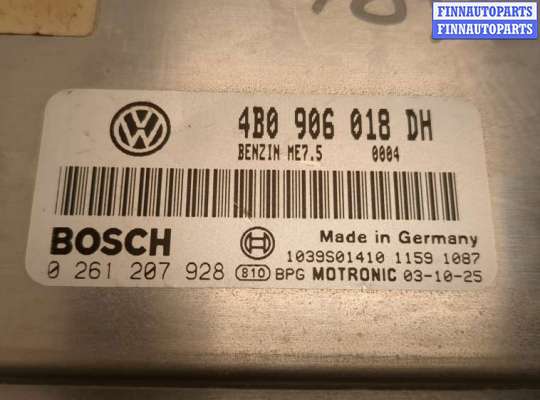 FINNAUTOPARTS
FINNAUTOPARTS
4B0 906 018 DH
BENZIN ME7.5 0004
BOSCH
Made in Germany
1039S01410 1159 1087
0 261 207 928 810 BPG MOTRONIC 03-10-25